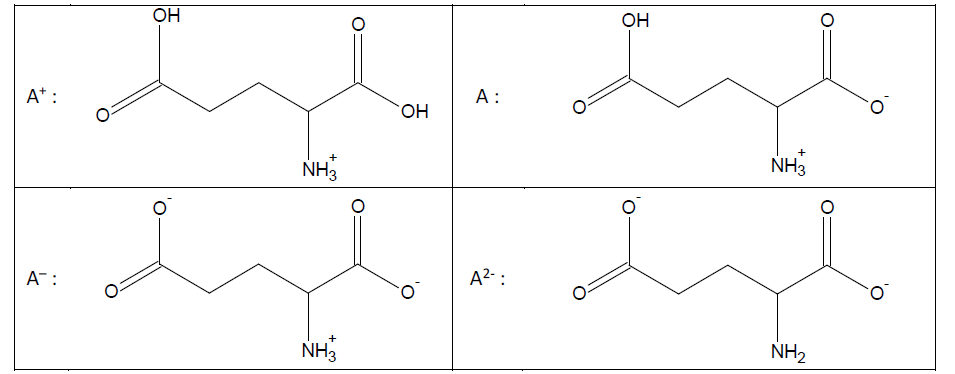 A⁺ :
OH
O
O
OH
NH₃⁺
A :
OH
O
O
O⁻
NH₃⁺
A⁻ :
O⁻
O
O
O⁻
NH₃⁺
A²⁻ :
O⁻
O
O
O⁻
NH₂